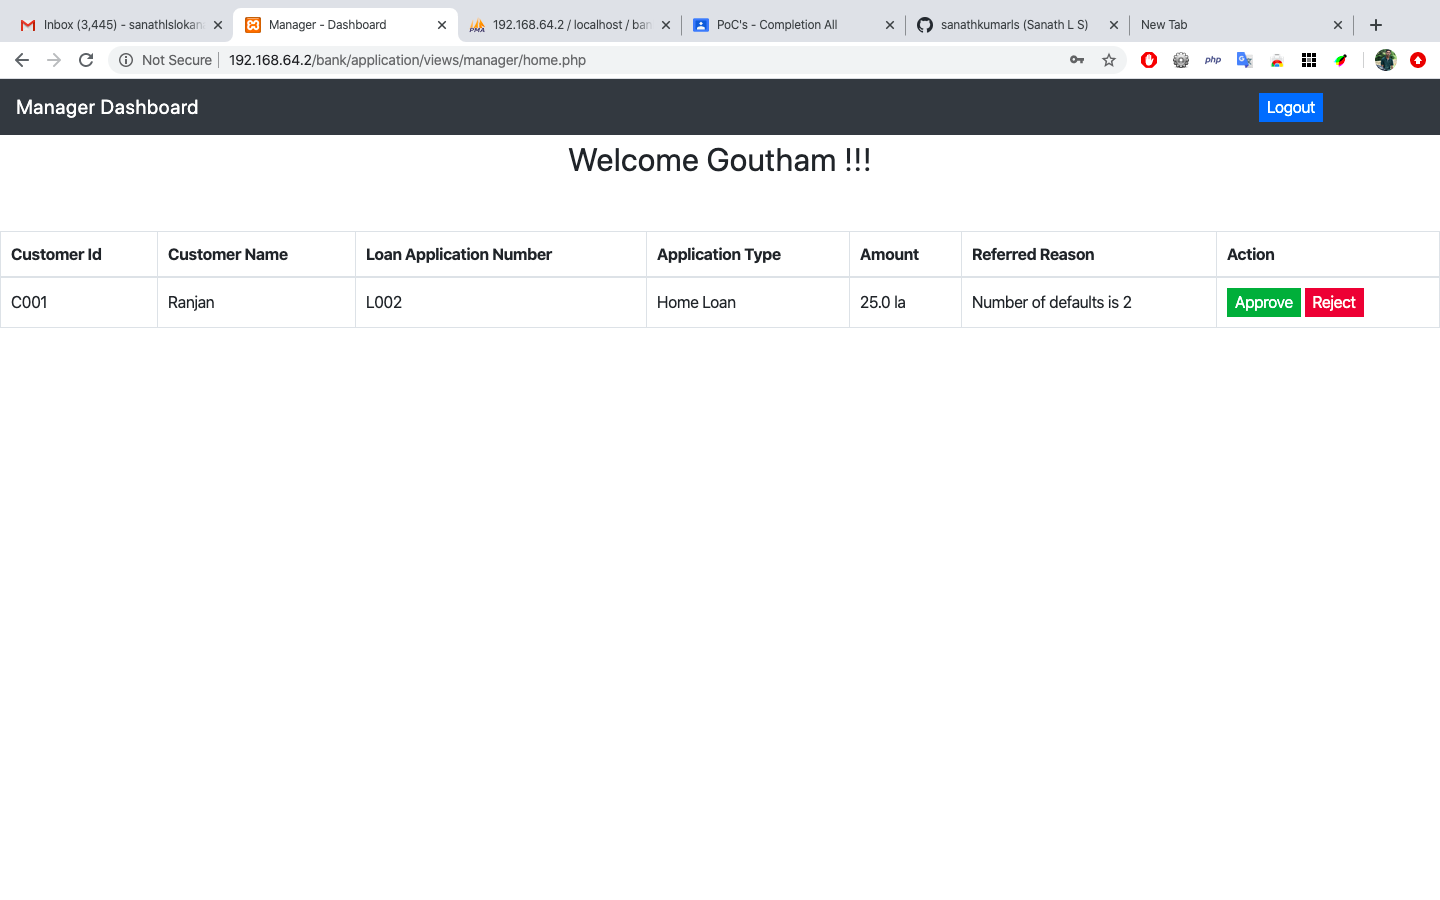 Inbox (3,445) - sanathlslokan
Manager - Dashboard
192.168.64.2 / localhost / ban
PoC's - Completion All
sanathkumarls (Sanath L S)
New Tab
Not Secure
192.168.64.2/bank/application/views/manager/home.php
php
Manager Dashboard
Logout
Welcome Goutham !!!
Customer Id Customer Name Loan Application Number Application Type Amount Referred Reason Action
C001 Ranjan L002 Home Loan 25.0 la Number of defaults is 2 Approve Reject